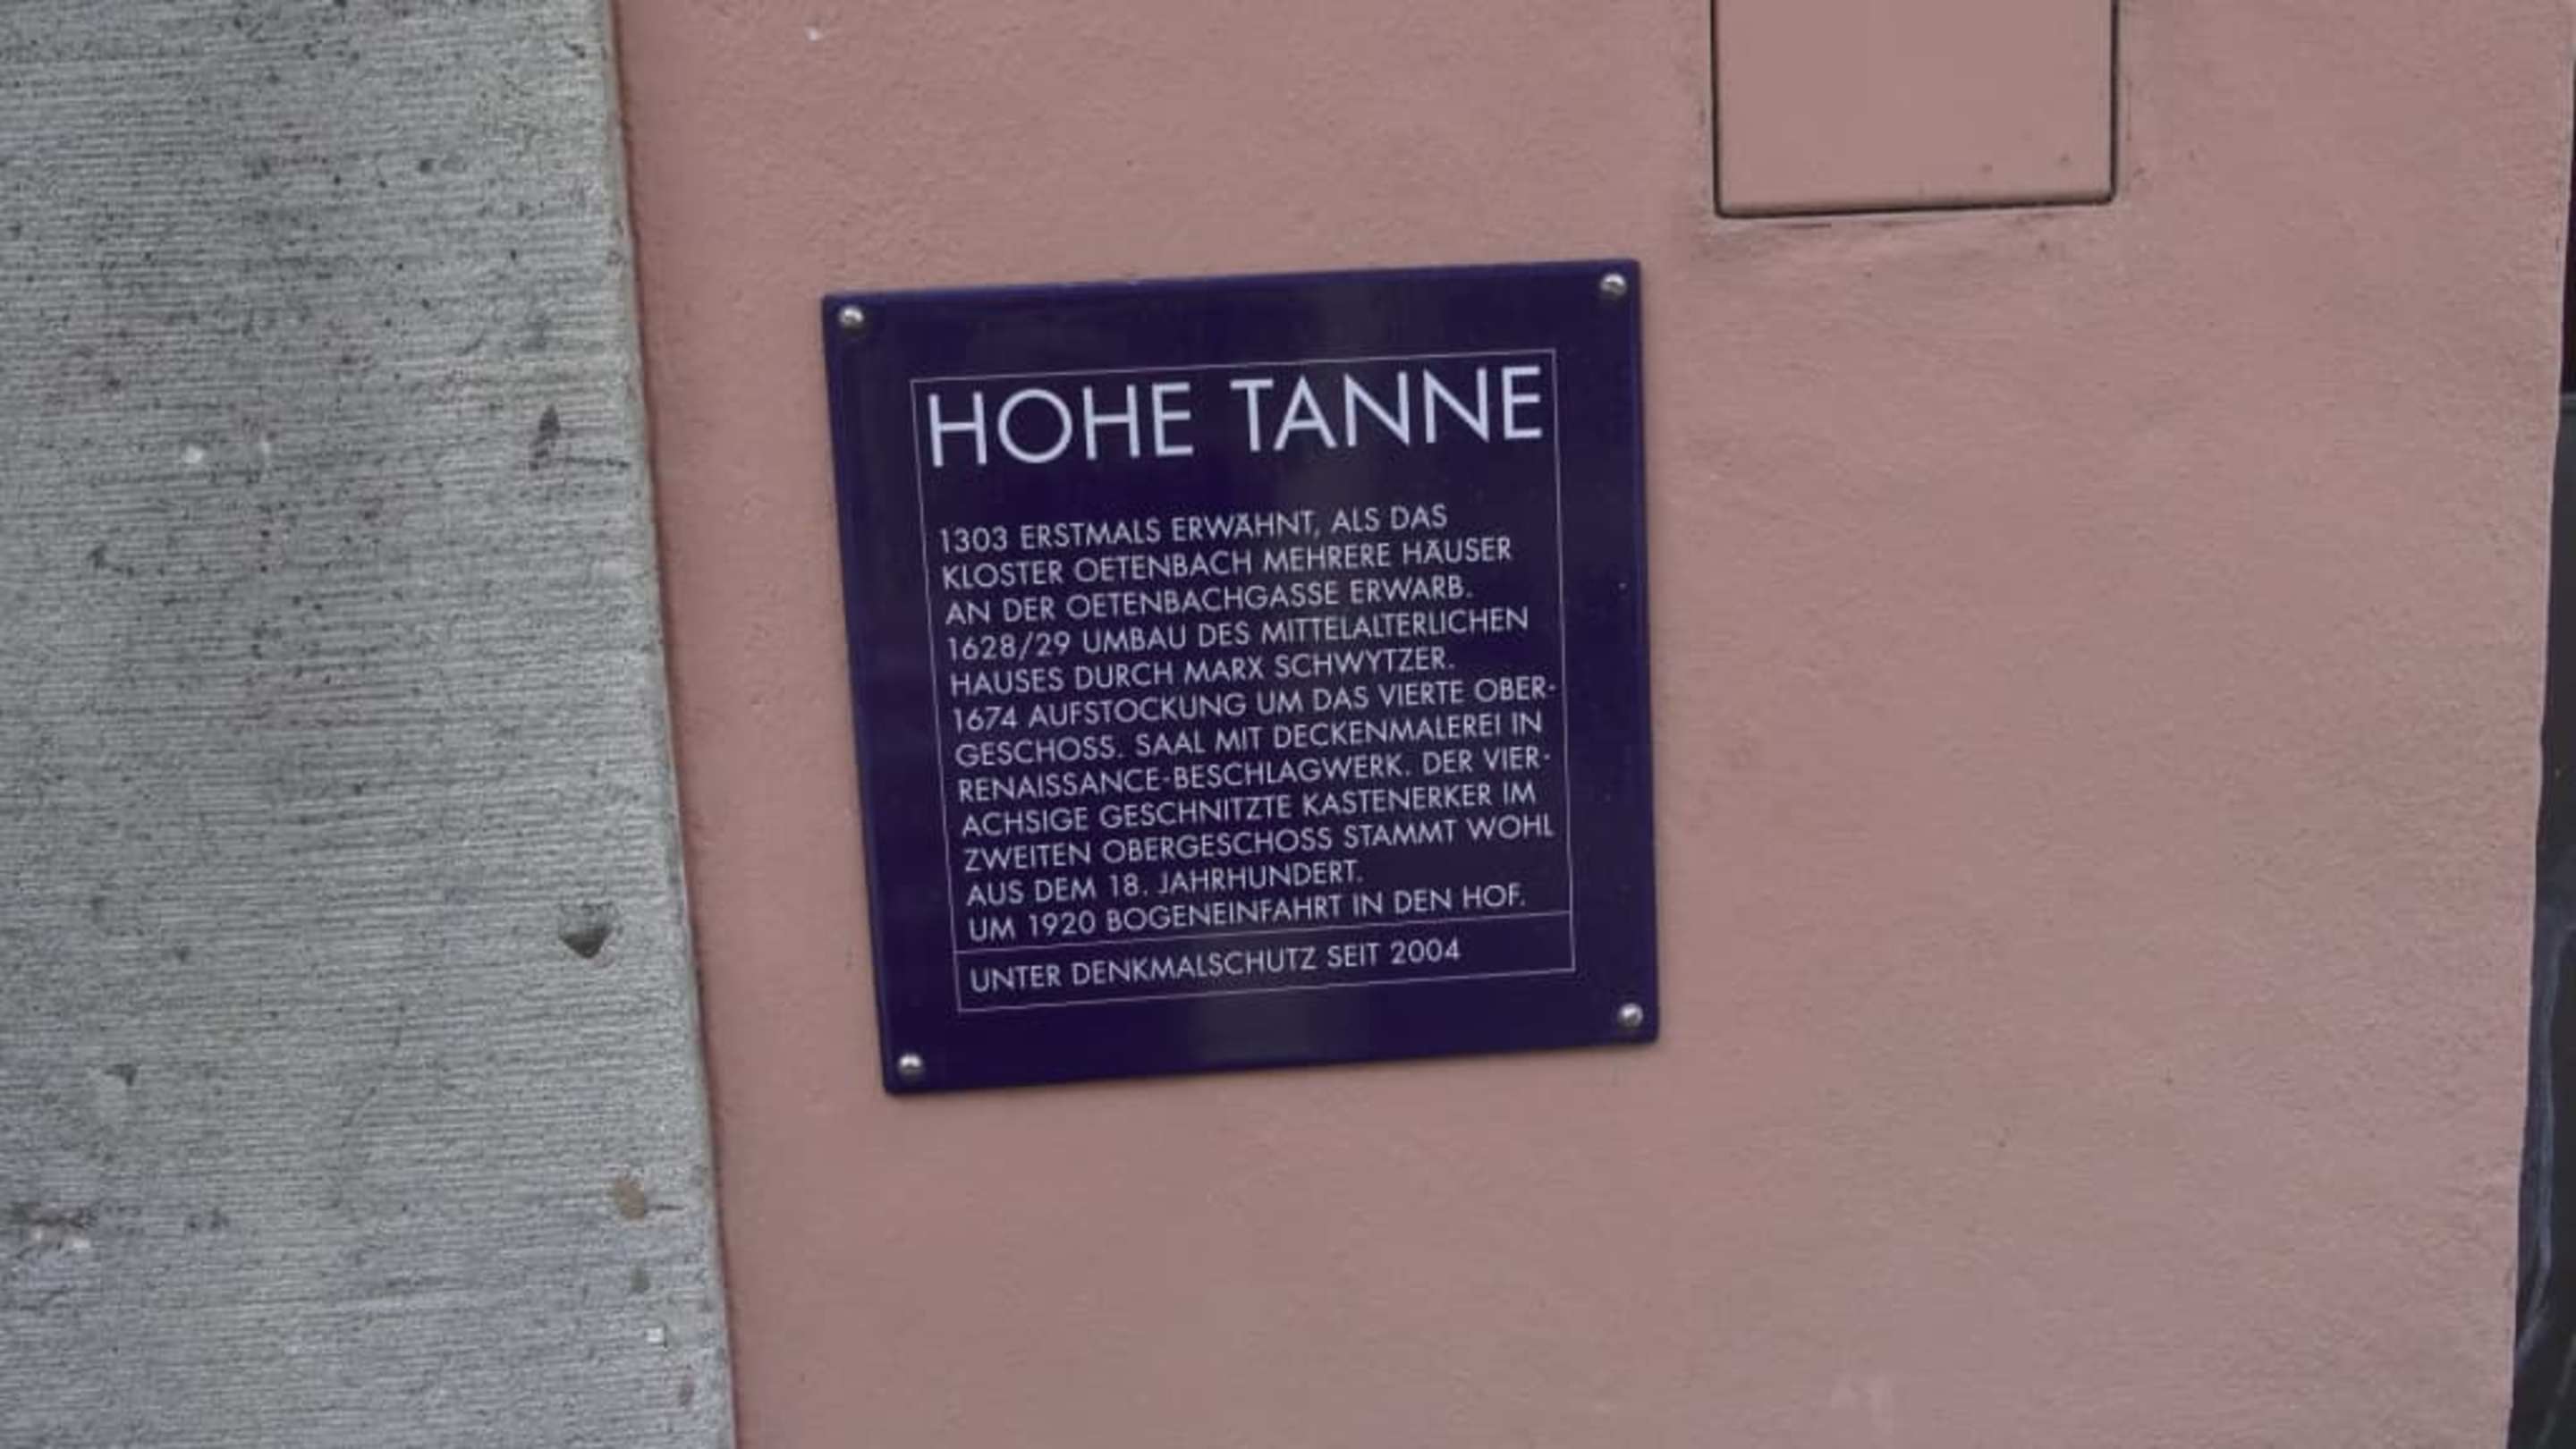 HOHE TANNE
1303 ERSTMALS ERWÄHNT, ALS DAS
KLOSTER OETENBACH MEHRERE HÄUSER
AN DER OETENBACHGASSE ERWARB.
1628/29 UMBAU DES MITTELALTERLICHEN
HAUSES DURCH MARX SCHWYTZER.
1674 AUFSTOCKUNG UM DAS VIERTE OBER-
GESCHOSS. SAAL MIT DECKENMALEREI IN
RENAISSANCE-BESCHLAGWERK. DER VIER-
ACHSIGE GESCHNITZTE KASTENERKER IM
ZWEITEN OBERGESCHOSS STAMMT WOHL
AUS DEM 18. JAHRHUNDERT.
UM 1920 BOGENEINFAHRT IN DEN HOF.
UNTER DENKMALSCHUTZ SEIT 2004